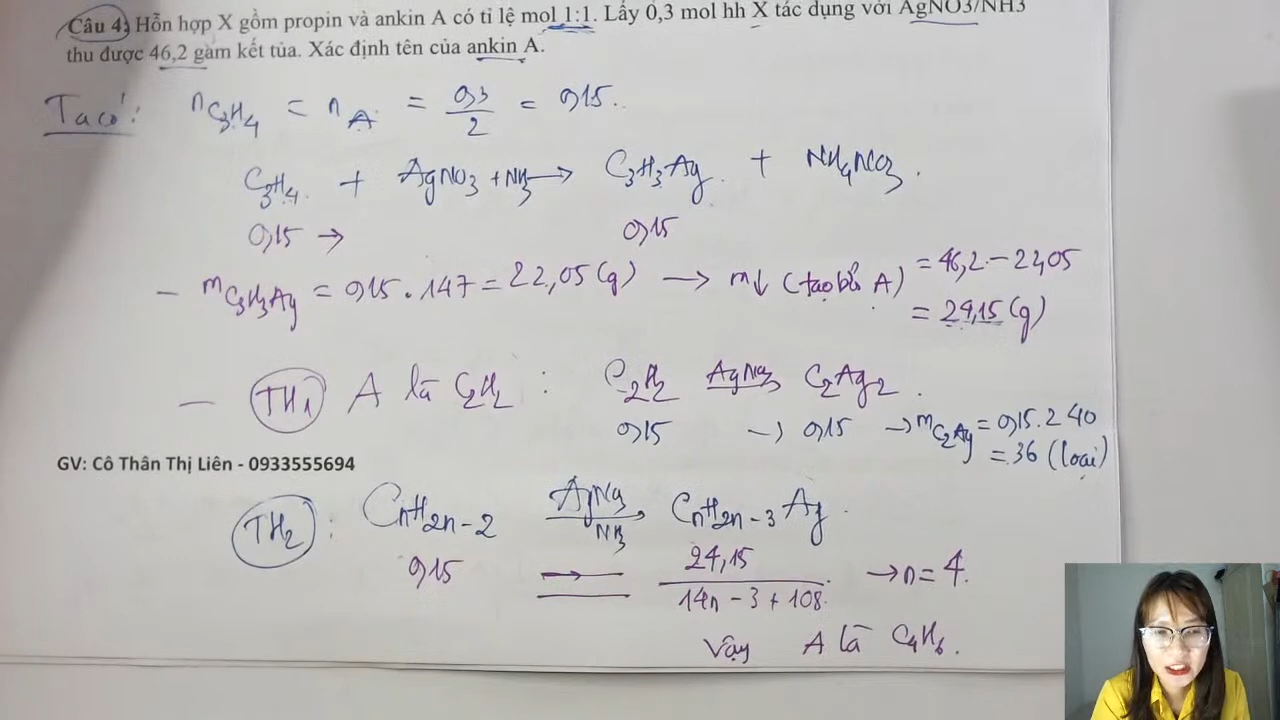 Câu 4: Hỗn hợp X gồm propin và ankin A có tỉ lệ mol 1:1. Lấy 0,3 mol hh X tác dụng với AgNO3/NH3
thu được 46,2 gam kết tủa. Xác định tên của ankin A.
Ta có: nC3H4 = nA = 0,3/2 = 0,15.
C3H4 + AgNO3 + NH3 → C3H3Ag + NH4NO3.
0,15 → 0,15
- mC3H3Ag = 0,15.147 = 22,05 (g) → m↓ (tạo bởi A) = 46,2 - 22,05
= 24,15 (g)
- TH1 A là C2H2 : C2H2 AgNO3 C2Ag2.
0,15 → 0,15 → mC2Ag2 = 0,15.240
= 36 (loại)
GV: Cô Thân Thị Liên - 0933555694
TH2 : CnH2n-2 AgNO3/NH3 → CnH2n-3Ag.
0,15 → 24,15/14n-3+108 → n = 4.
Vậy A là C4H6.